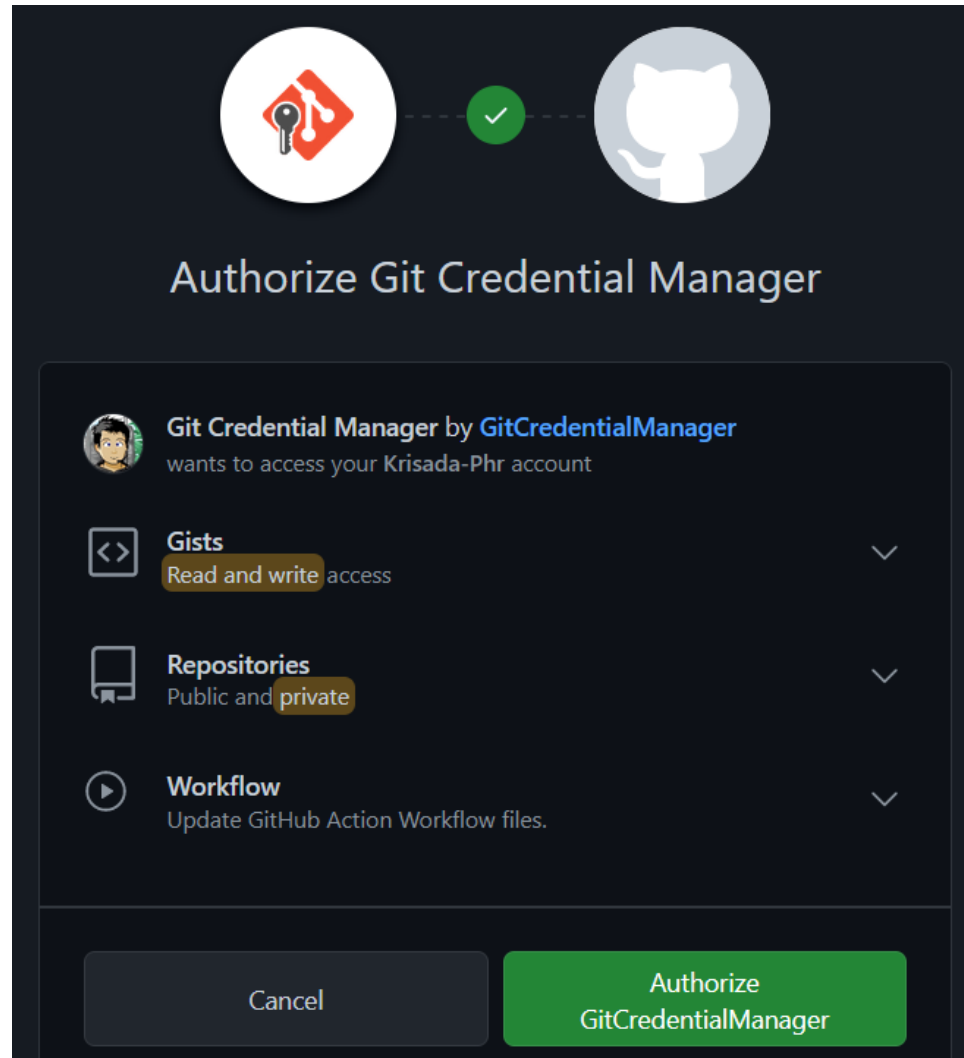 Authorize Git Credential Manager
Git Credential Manager by GitCredentialManager
wants to access your Krisada-Phr account
Gists
Read and write access
Repositories
Public and private
Workflow
Update GitHub Action Workflow files.
Cancel
Authorize
GitCredentialManager